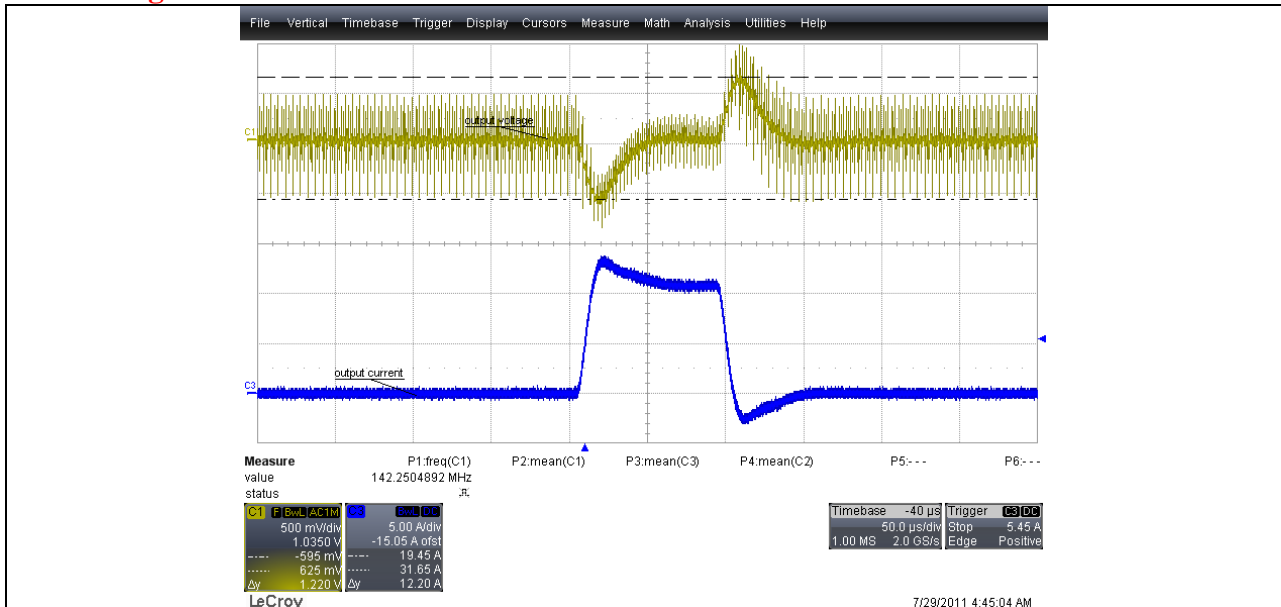 File Vertical Timebase Trigger Display Cursors Measure Math Analysis Utilities Help
C1
output voltage
output current
C3
Measure P1:freq(C1) P2:mean(C1) P3:mean(C3) P4:mean(C2) P5:--- P6:---
value 142.2504892 MHz
status
C1 F BwL AC1M
500 mV/div
1.0350 V
-595 mV
625 mV
Δy 1.220 V
BwL DC
5.00 A/div
-15.05 A ofst
19.45 A
31.65 A
Δy 12.20 A
Timebase -40 µs
50.0 µs/div
1.00 MS 2.0 GS/s
Trigger C3 DC
Stop 5.45 A
Edge Positive
LeCroy
7/29/2011 4:45:04 AM